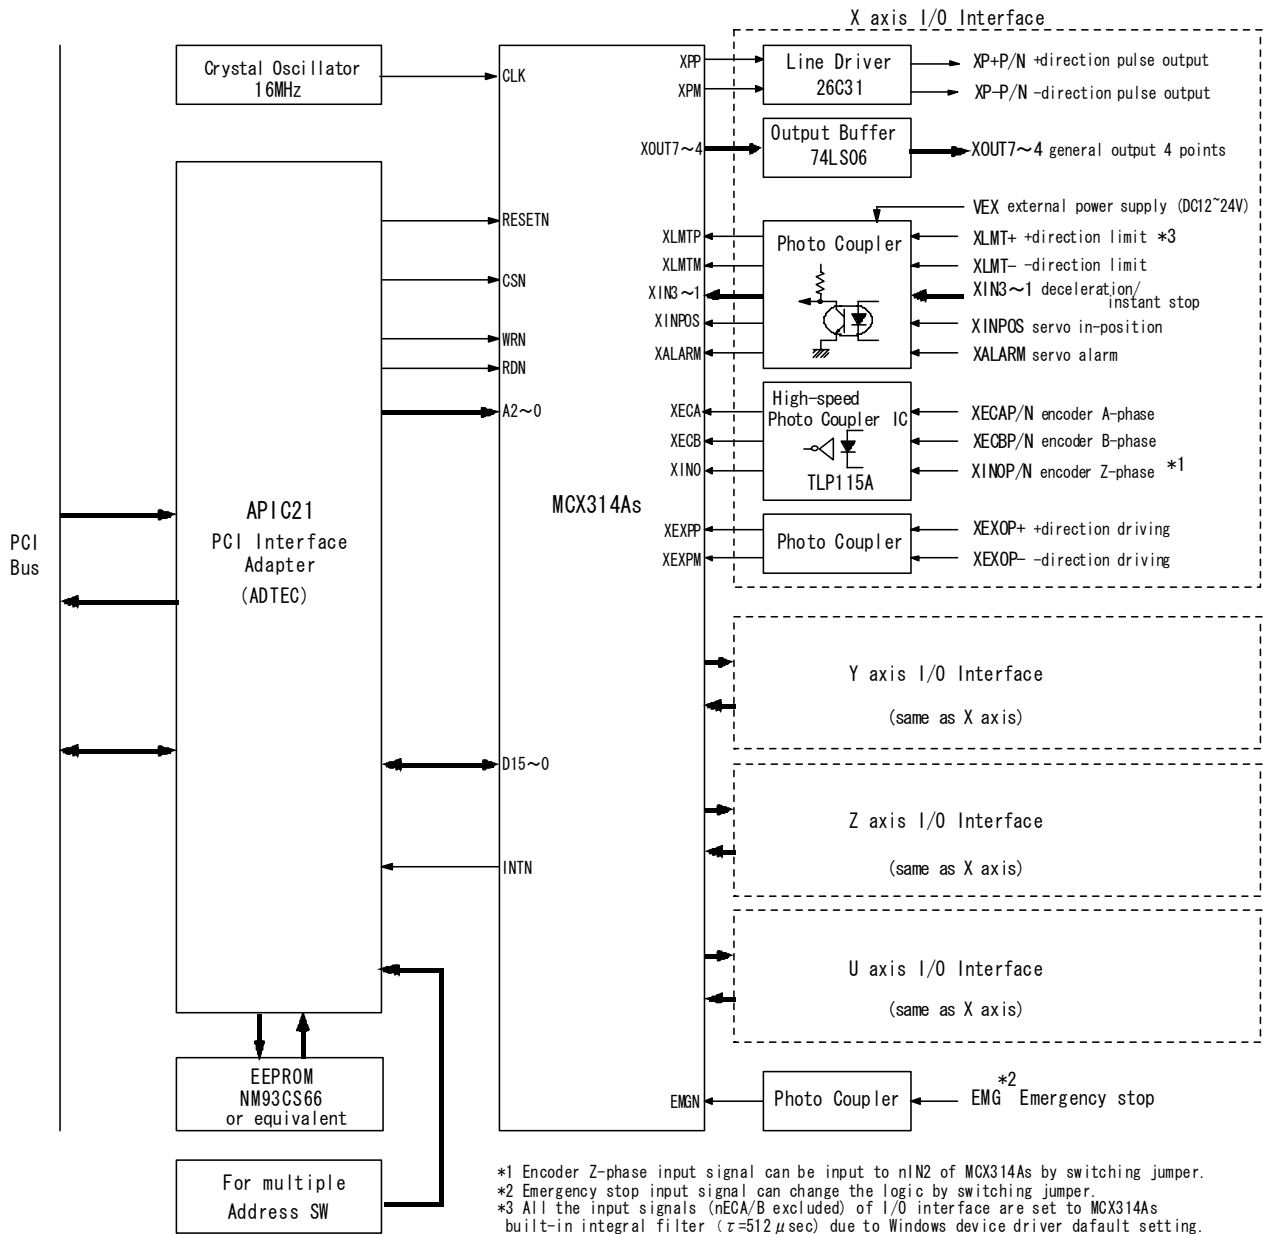 X axis I/O Interface
Crystal Oscillator
16MHz
CLK
XPP
XPM
Line Driver
26C31
XP+P/N +direction pulse output
XP-P/N -direction pulse output
XOUT7~4
Output Buffer
74LS06
XOUT7~4 general output 4 points
VEX external power supply (DC12~24V)
RESETN
CSN
WRN
RDN
A2~0
XLMTP
XLMTM
XIN3~1
XINPOS
XALARM
Photo Coupler
XLMT+ +direction limit *3
XLMT- -direction limit
XIN3~1 deceleration/
instant stop
XINPOS servo in-position
XALARM servo alarm
XECA
XECB
XINO
High-speed
Photo Coupler IC
TLP115A
XECAP/N encoder A-phase
XECBP/N encoder B-phase
XINOP/N encoder Z-phase *1
PCI
Bus
APIC21
PCI Interface
Adapter
(ADTEC)
MCX314As
XEXPP
XEXPM
Photo Coupler
XEXOP+ +direction driving
XEXOP- -direction driving
Y axis I/O Interface
(same as X axis)
D15~0
Z axis I/O Interface
(same as X axis)
INTN
U axis I/O Interface
(same as X axis)
EEPROM
NM93CS66
or equivalent
EMGN
Photo Coupler
EMG *2 Emergency stop
For multiple
Address SW
*1 Encoder Z-phase input signal can be input to nIN2 of MCX314As by switching jumper.
*2 Emergency stop input signal can change the logic by switching jumper.
*3 All the input signals (nECA/B excluded) of I/O interface are set to MCX314As
built-in integral filter (τ=512μsec) due to Windows device driver dafault setting.